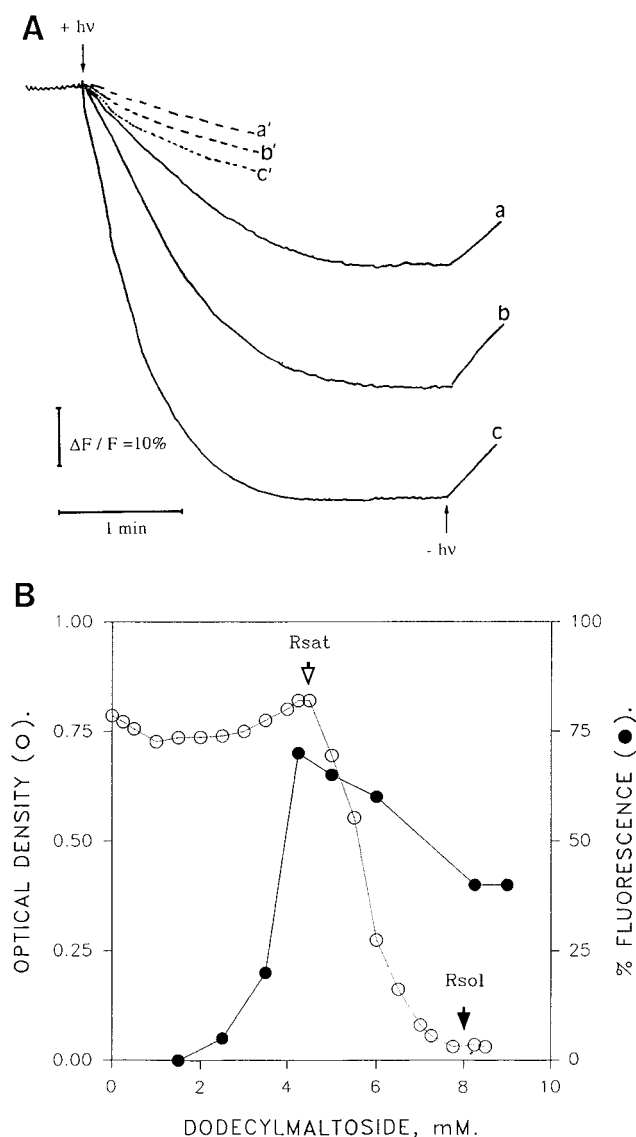 A
+ hν
a'
b'
c'
a
b
c
ΔF / F =10%
1 min
- hν
B
1.00
0.75
0.50
0.25
0.00
OPTICAL DENSITY (○).
Rsat
Rsol
100
75
50
25
0
% FLUORESCENCE (●).
0
2
4
6
8
10
DODECYLMALTOSIDE, mM.